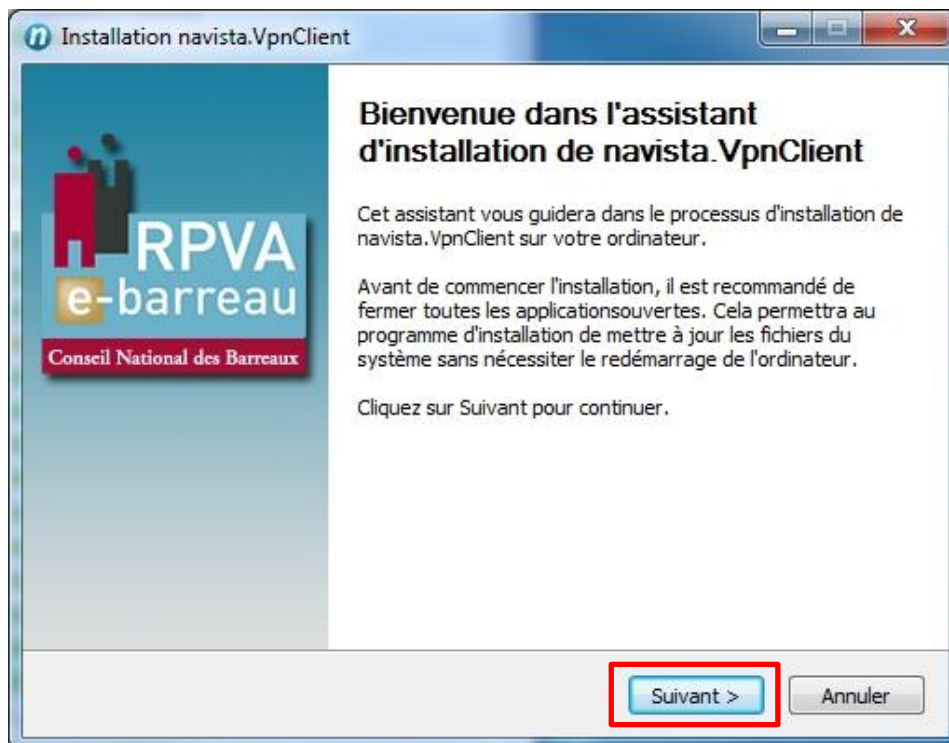 Installation navista.VpnClient
RPVA
e-barreau
Conseil National des Barreaux
Bienvenue dans l'assistant
d'installation de navista.VpnClient
Cet assistant vous guidera dans le processus d'installation de
navista.VpnClient sur votre ordinateur.
Avant de commencer l'installation, il est recommandé de
fermer toutes les applicationsouvertes. Cela permettra au
programme d'installation de mettre à jour les fichiers du
système sans nécessiter le redémarrage de l'ordinateur.
Cliquez sur Suivant pour continuer.
Suivant >
Annuler